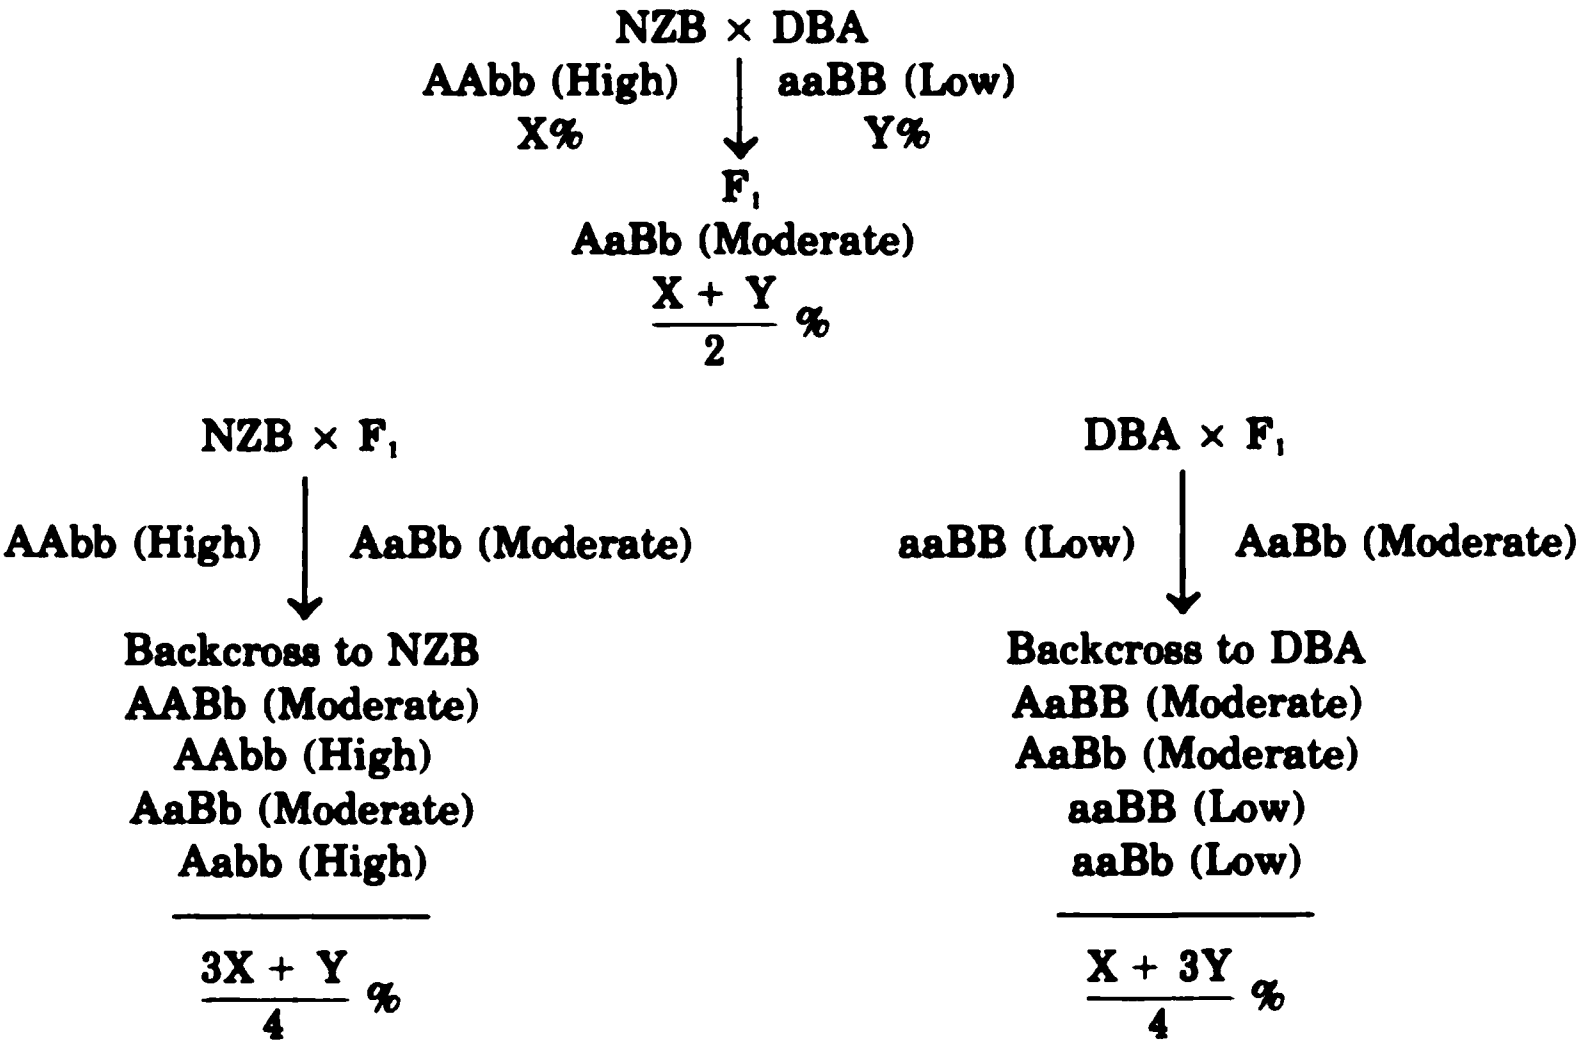 NZB × DBA
AAbb (High) aaBB (Low)
X% Y%
F₁
AaBb (Moderate)
X + Y
2 %
NZB × F₁
AAbb (High) AaBb (Moderate)
Backcross to NZB
AABb (Moderate)
AAbb (High)
AaBb (Moderate)
Aabb (High)
3X + Y
4 %
DBA × F₁
aaBB (Low) AaBb (Moderate)
Backcross to DBA
AaBB (Moderate)
AaBb (Moderate)
aaBB (Low)
aaBb (Low)
X + 3Y
4 %